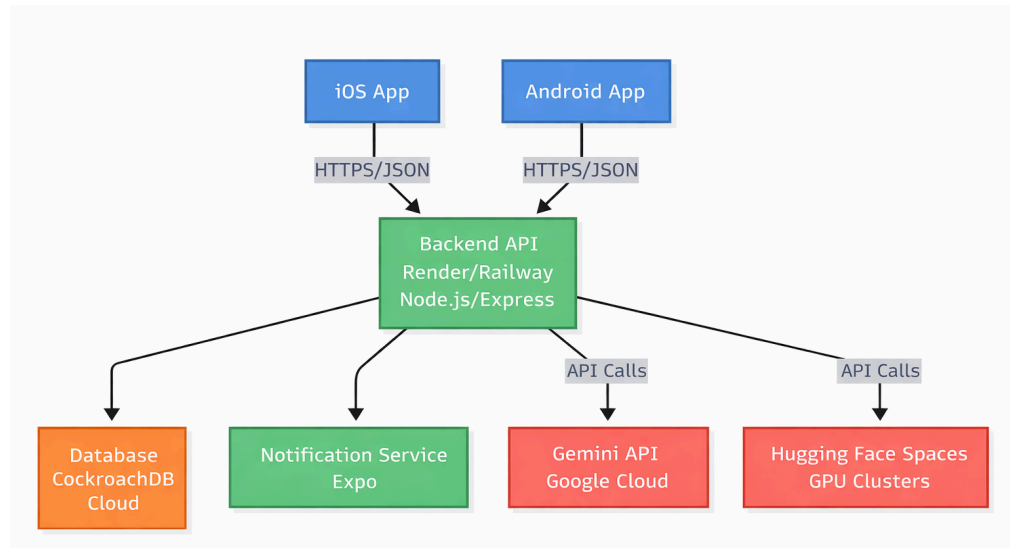 iOS App
Android App
HTTPS/JSON
HTTPS/JSON
Backend API
Render/Railway
Node.js/Express
API Calls
API Calls
Database
CockroachDB
Cloud
Notification Service
Expo
Gemini API
Google Cloud
Hugging Face Spaces
GPU Clusters